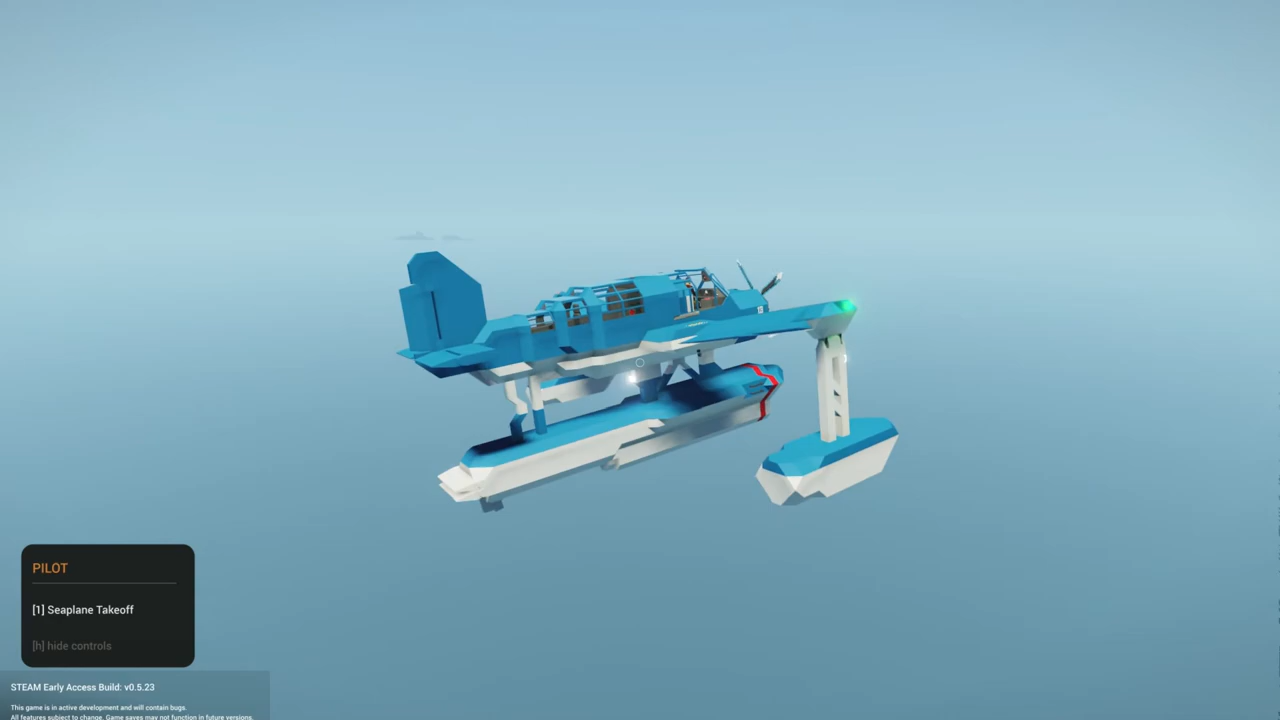 PILOT
[1] Seaplane Takeoff
[h] hide controls
STEAM Early Access Build: v0.5.23
This game is in active development and will contain bugs.
All features subject to change. Game saves may not function in future versions.